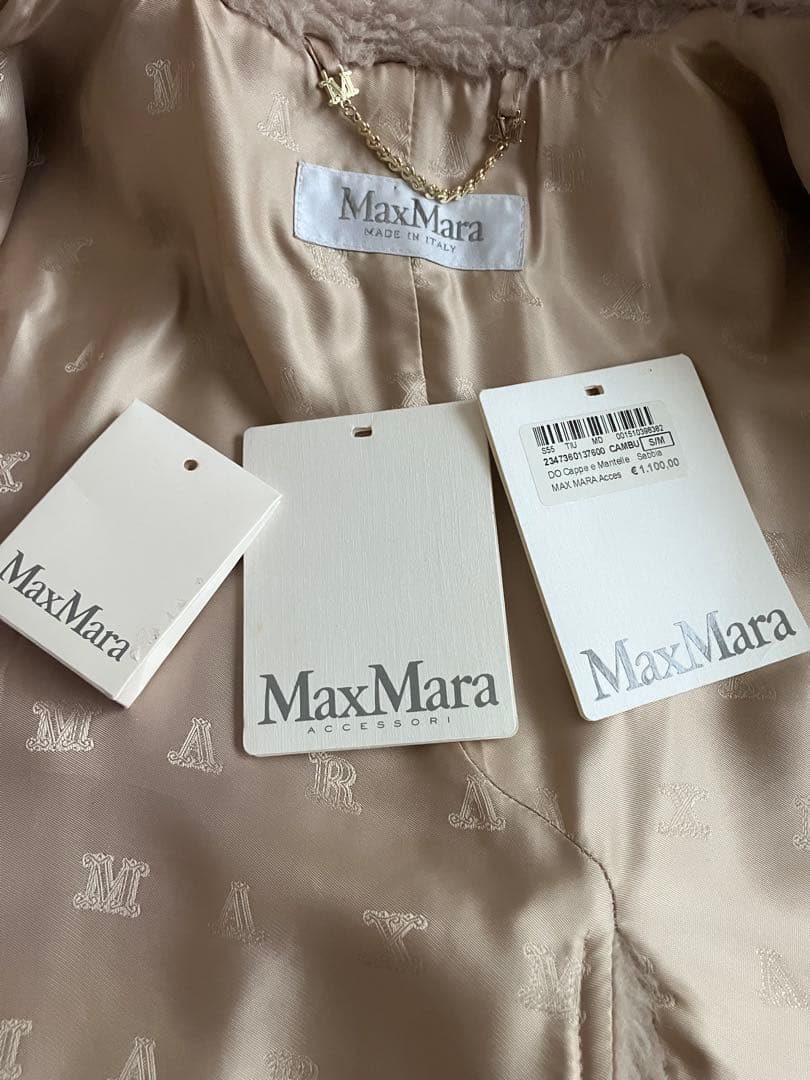 MaxMara
MADE IN ITALY
S55 TIU MD 001510398382
2347360137600 CAMBU S/M
DO.Cappe e Mantelle Sabbia
MAX MARA Acces €1.100,00
MaxMara
MaxMara
ACCESSORI
MaxMara